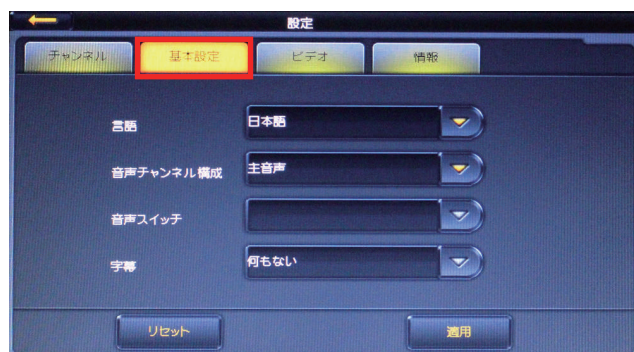 設定
チャンネル 基本設定 ビデオ 情報
言語 日本語
音声チャンネル構成 主音声
音声スイッチ
字幕 何もない
リセット 適用